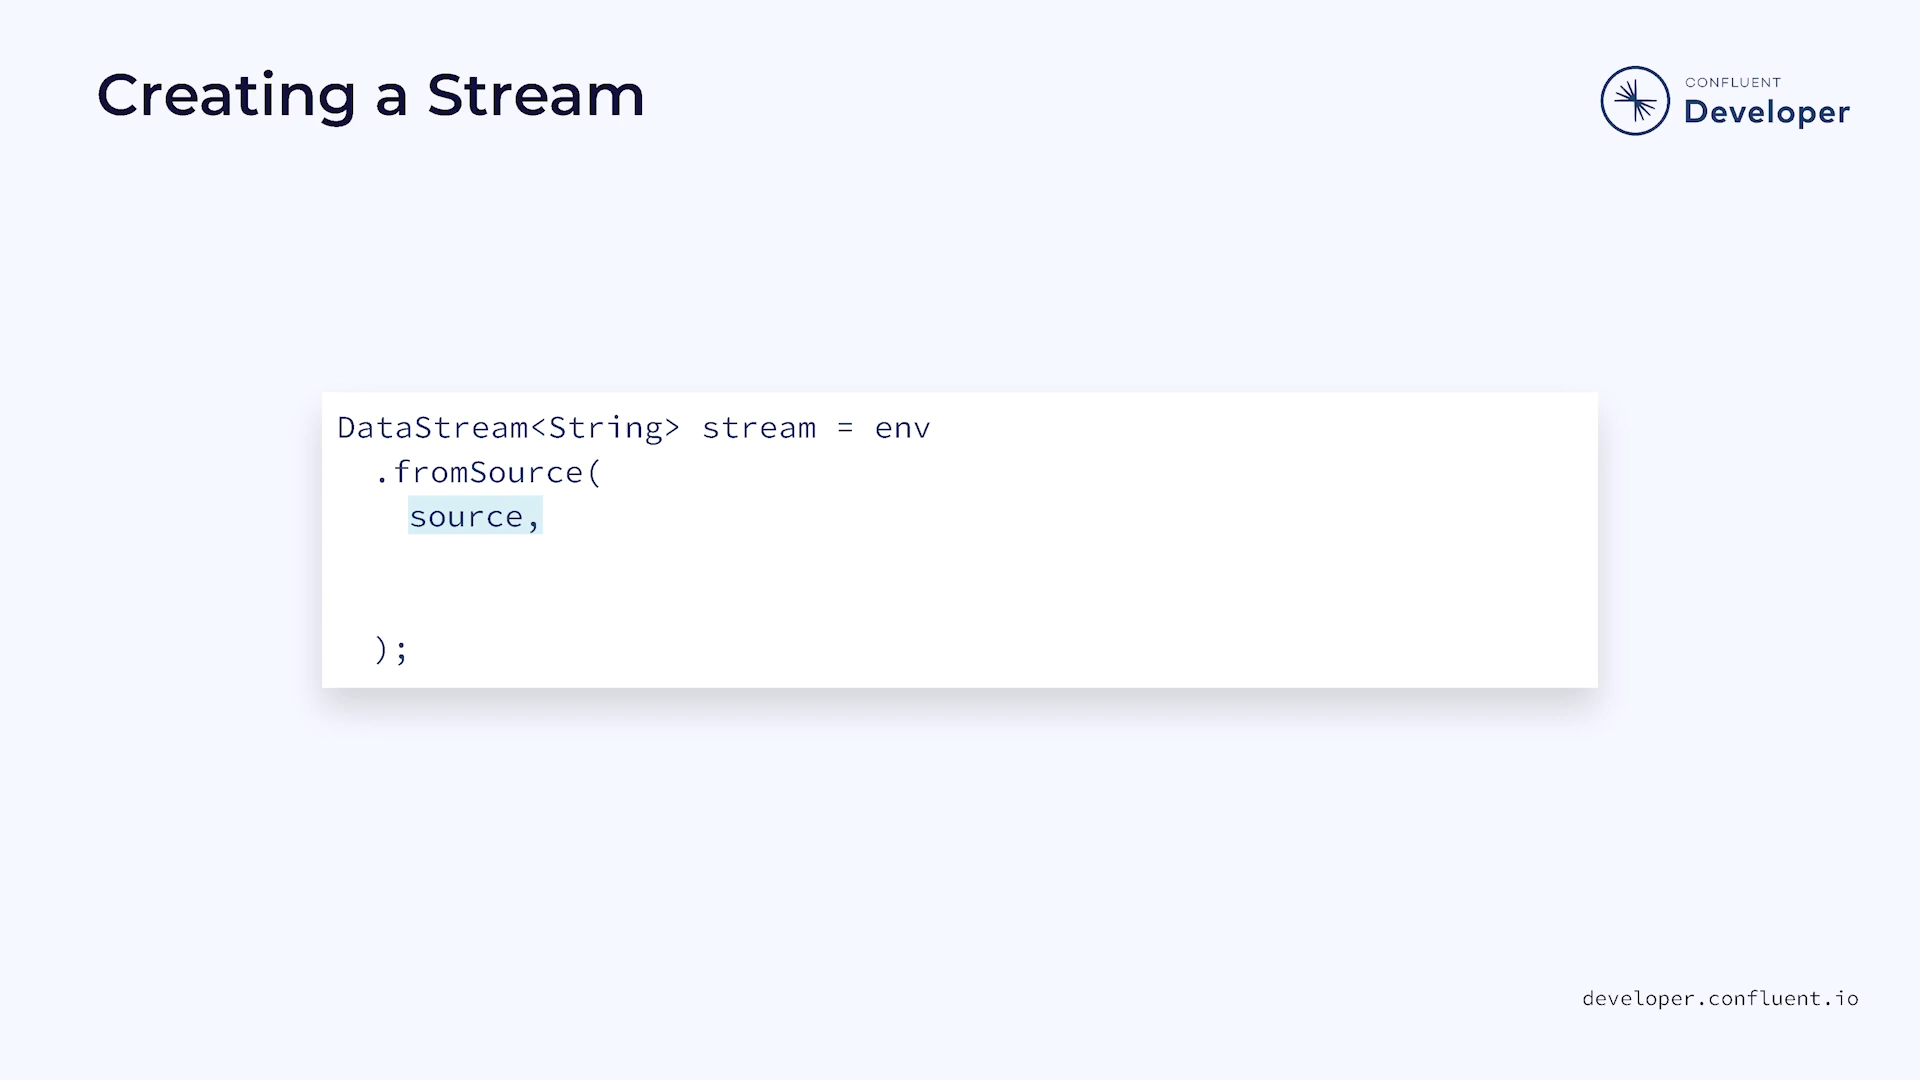 Creating a Stream
CONFLUENT
Developer
DataStream<String> stream = env
  .fromSource(
    source,
  );
developer.confluent.io